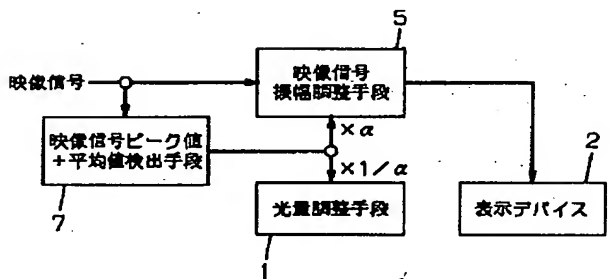 5
映像信号
映像信号
振幅調整手段
×α
映像信号ピーク値
+平均値検出手段
7
×1/α
光量調整手段
1
2
表示デバイス